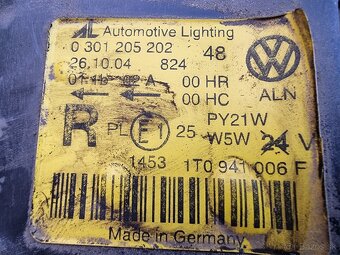 AL Automotive Lighting
0 301 205 202 48
26.10.04 824
A 00 HR
00 HC ALN
R PL E1 25 PY21W
W5W 24 V
1453 1T0 941 006 F
Made in Germany